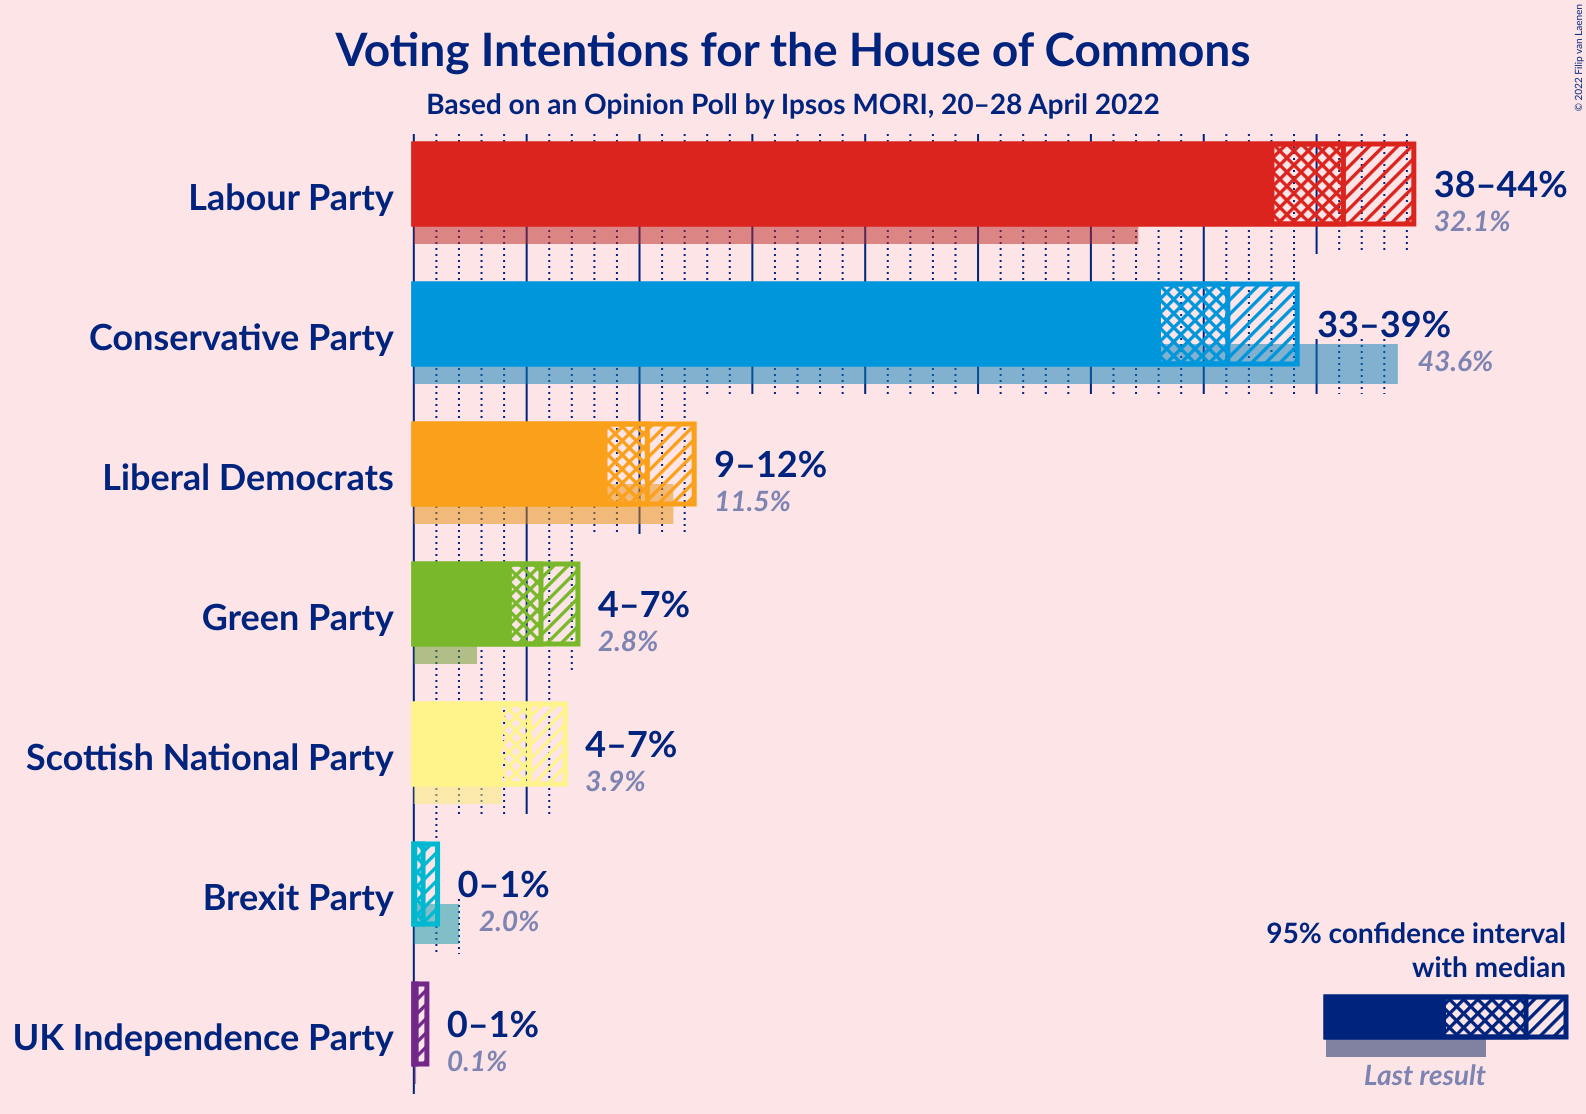 Voting Intentions for the House of Commons
Based on an Opinion Poll by Ipsos MORI, 20–28 April 2022
© 2022 Filip van Laenen
Labour Party
38–44%
32.1%
Conservative Party
33–39%
43.6%
Liberal Democrats
9–12%
11.5%
Green Party
4–7%
2.8%
Scottish National Party
4–7%
3.9%
Brexit Party
0–1%
2.0%
UK Independence Party
0–1%
0.1%
95% confidence interval
with median
Last result